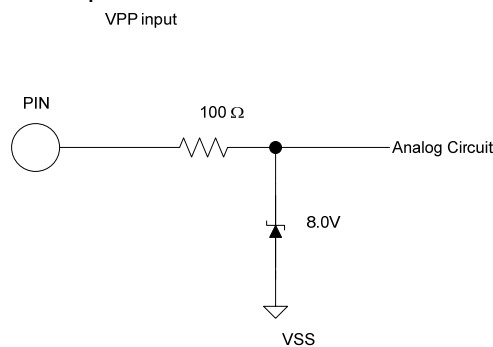 VPP input
PIN
100 Ω
Analog Circuit
8.0V
VSS